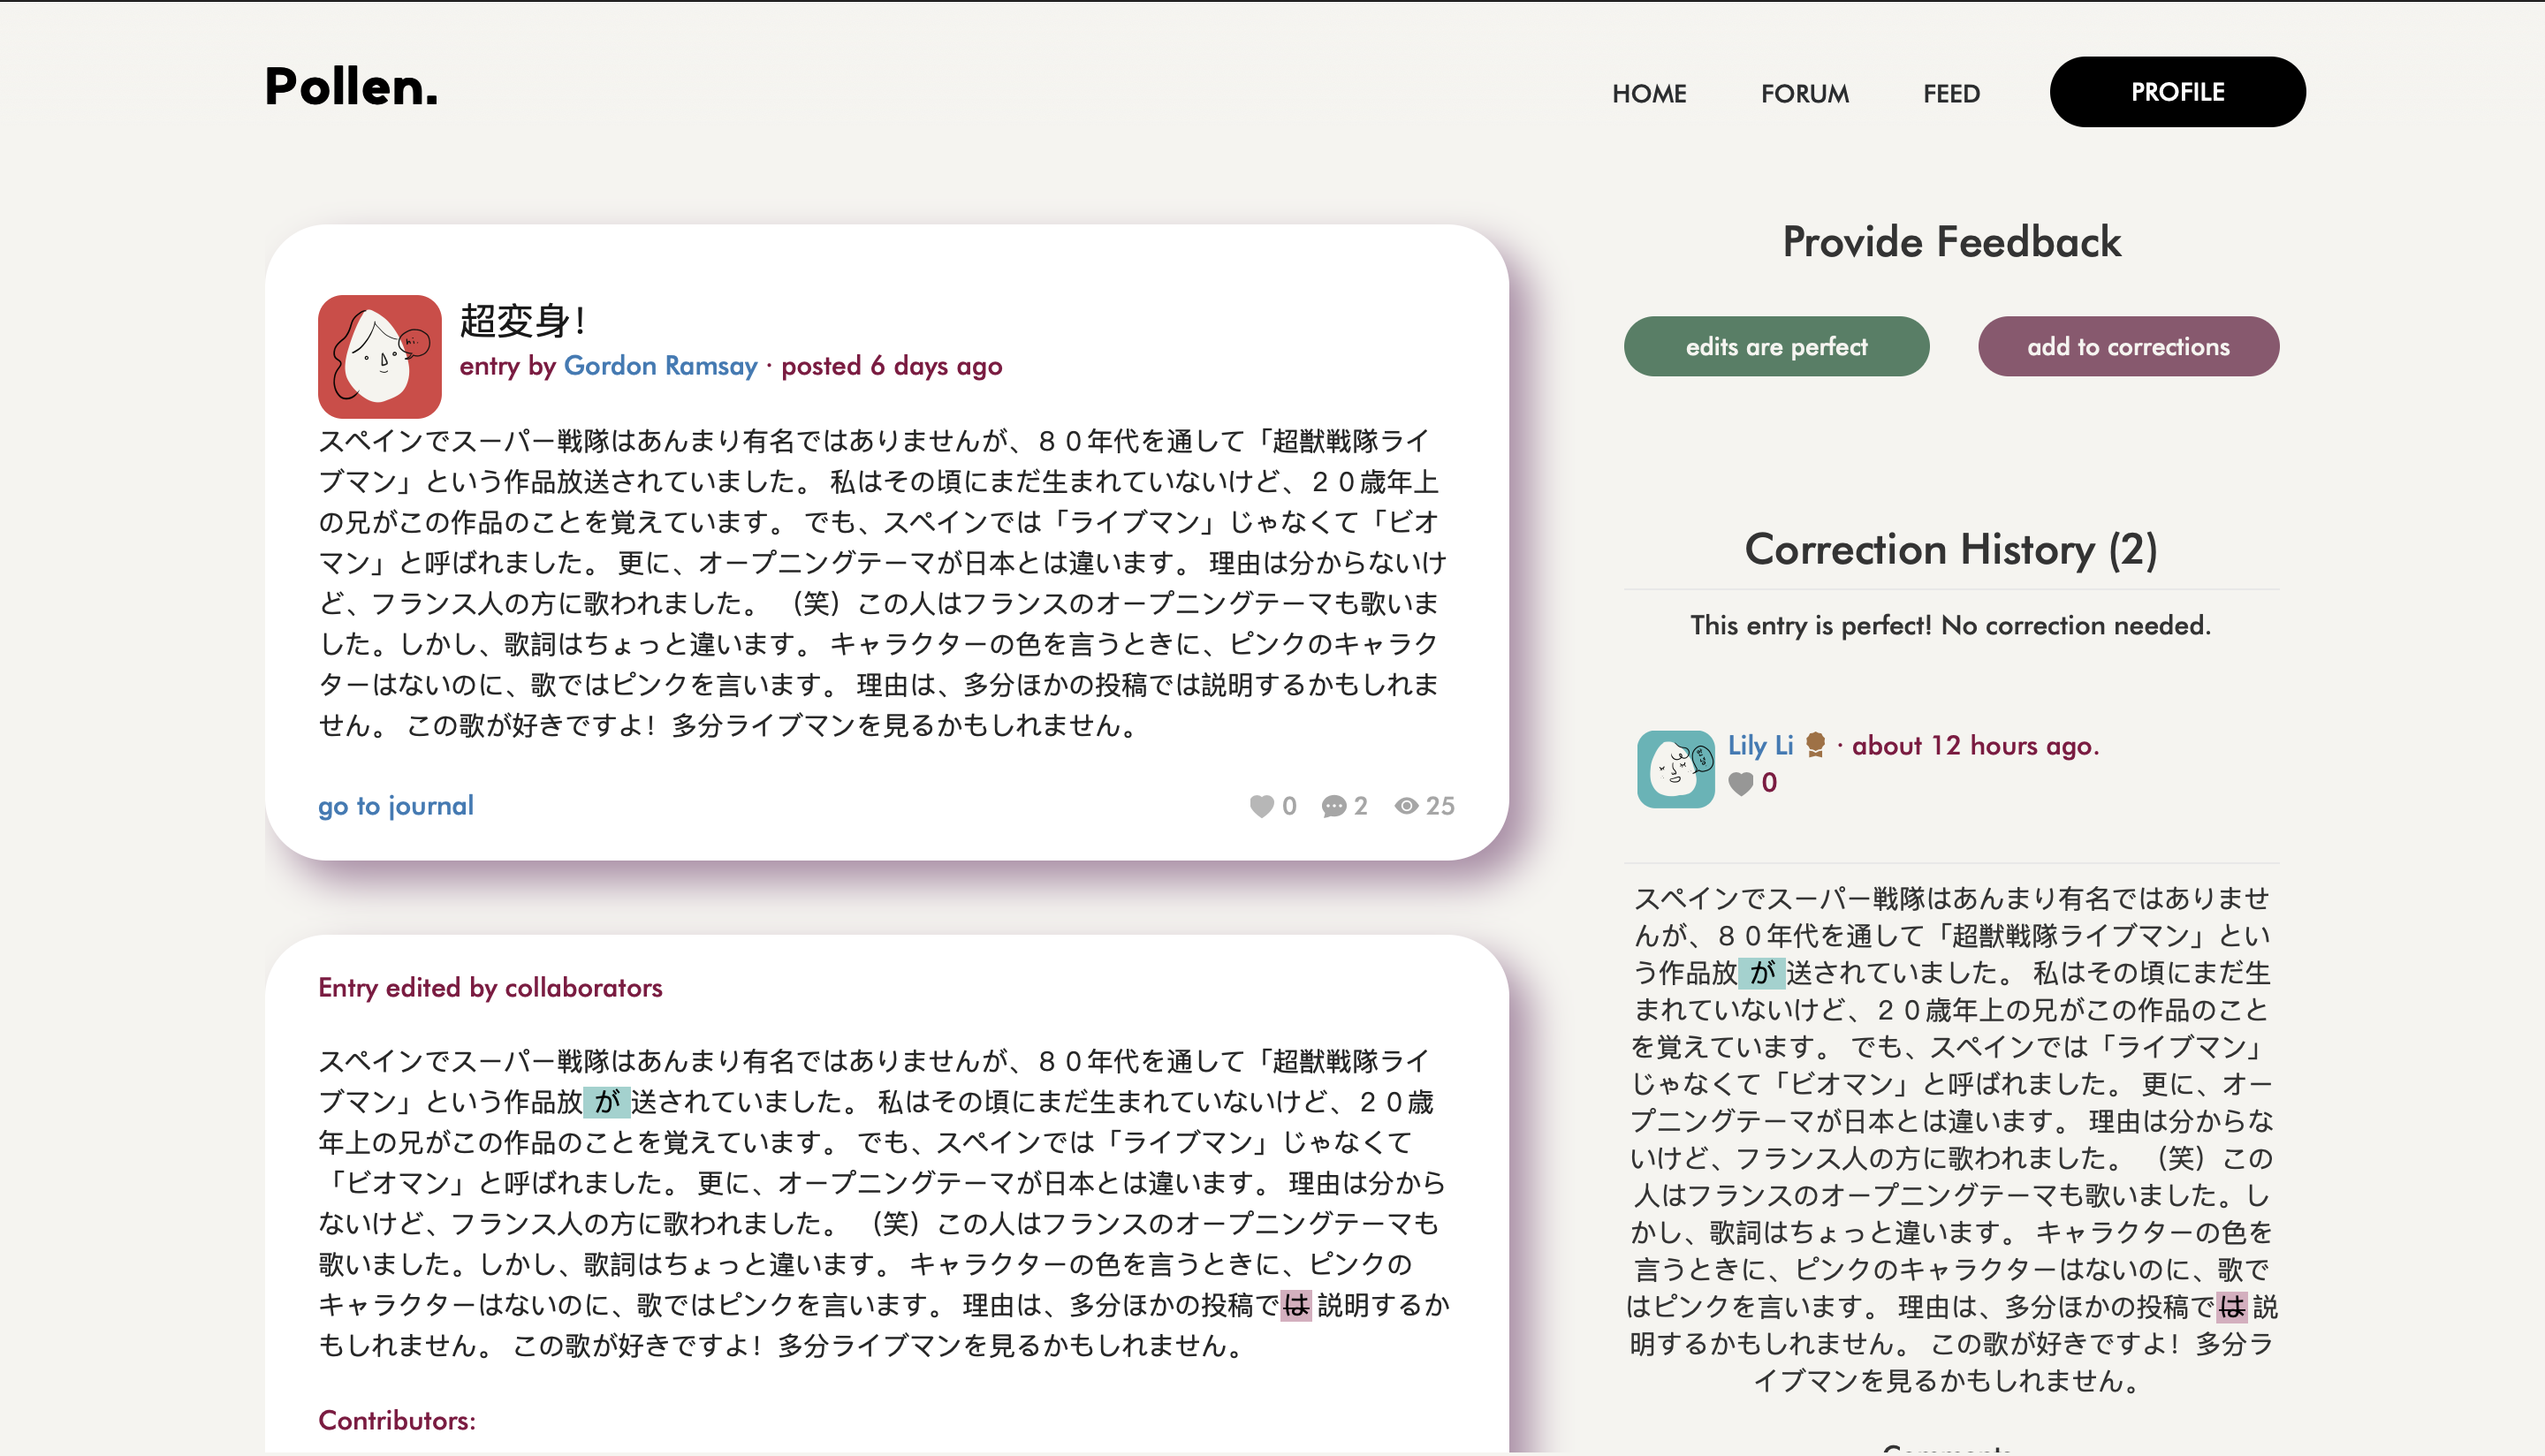 Pollen.
HOME
FORUM
FEED
PROFILE
超変身！
entry by Gordon Ramsay · posted 6 days ago
スペインでスーパー戦隊はあんまり有名ではありませんが、８０年代を通して「超獣戦隊ライ
ブマン」という作品放送されていました。 私はその頃にまだ生まれていないけど、２０歳年上
の兄がこの作品のことを覚えています。 でも、スペインでは「ライブマン」じゃなくて「ビオ
マン」と呼ばれました。 更に、オープニングテーマが日本とは違います。 理由は分からないけ
ど、フランス人の方に歌われました。 （笑）この人はフランスのオープニングテーマも歌いま
した。しかし、歌詞はちょっと違います。 キャラクターの色を言うときに、ピンクのキャラク
ターはないのに、歌ではピンクを言います。 理由は、多分ほかの投稿では説明するかもしれま
せん。 この歌が好きですよ！多分ライブマンを見るかもしれません。
go to journal
0
2
25
Entry edited by collaborators
スペインでスーパー戦隊はあんまり有名ではありませんが、８０年代を通して「超獣戦隊ライ
ブマン」という作品放 が 送されていました。 私はその頃にまだ生まれていないけど、２０歳
年上の兄がこの作品のことを覚えています。 でも、スペインでは「ライブマン」じゃなくて
「ビオマン」と呼ばれました。 更に、オープニングテーマが日本とは違います。 理由は分から
ないけど、フランス人の方に歌われました。 （笑）この人はフランスのオープニングテーマも
歌いました。しかし、歌詞はちょっと違います。 キャラクターの色を言うときに、ピンクの
キャラクターはないのに、歌ではピンクを言います。 理由は、多分ほかの投稿では 説明するか
もしれません。 この歌が好きですよ！多分ライブマンを見るかもしれません。
Contributors:
Provide Feedback
edits are perfect
add to corrections
Correction History (2)
This entry is perfect! No correction needed.
Lily Li · about 12 hours ago.
0
スペインでスーパー戦隊はあんまり有名ではありませ
んが、８０年代を通して「超獣戦隊ライブマン」とい
う作品放 が 送されていました。 私はその頃にまだ生
まれていないけど、２０歳年上の兄がこの作品のこと
を覚えています。 でも、スペインでは「ライブマン」
じゃなくて「ビオマン」と呼ばれました。 更に、オー
プニングテーマが日本とは違います。 理由は分からな
いけど、フランス人の方に歌われました。 （笑）この
人はフランスのオープニングテーマも歌いました。し
かし、歌詞はちょっと違います。 キャラクターの色を
言うときに、ピンクのキャラクターはないのに、歌で
はピンクを言います。 理由は、多分ほかの投稿では 説
明するかもしれません。 この歌が好きですよ！多分ラ
イブマンを見るかもしれません。